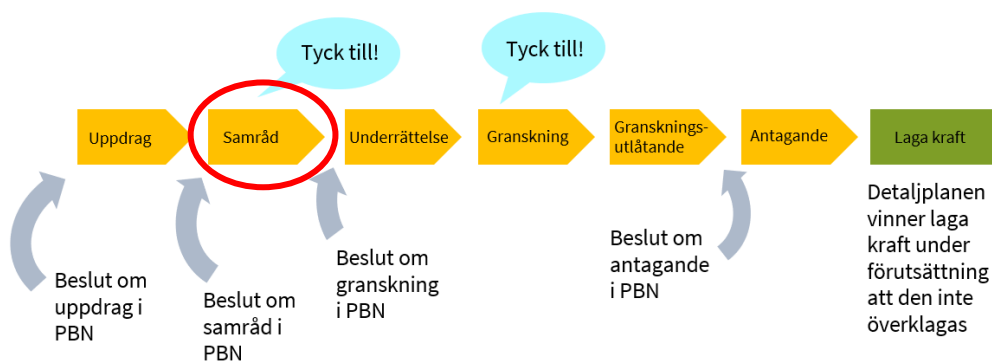 Tyck till!
Tyck till!
Uppdrag
Samråd
Underrättelse
Granskning
Gransknings-
utlåtande
Antagande
Laga kraft
Beslut om
uppdrag i
PBN
Beslut om
samråd i
PBN
Beslut om
granskning
i PBN
Beslut om
antagande
i PBN
Detaljplanen
vinner laga
kraft under
förutsättning
att den inte
överklagas